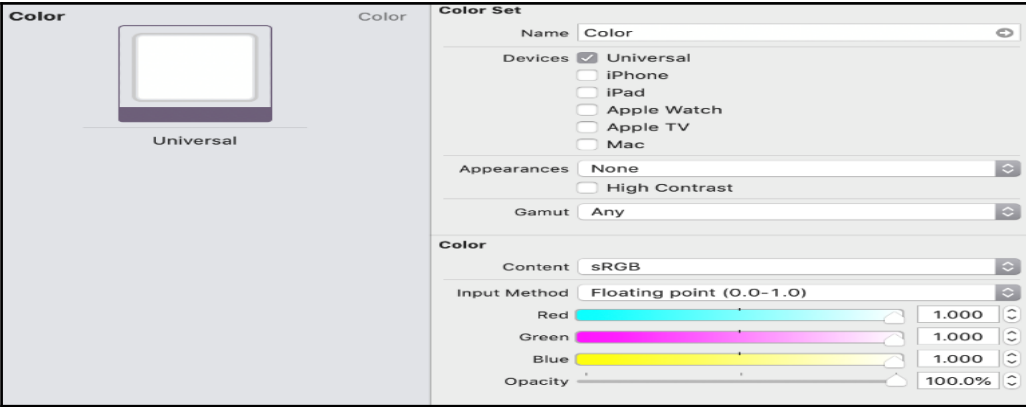 Color Color
Universal
Color Set
Name Color
Devices Universal
iPhone
iPad
Apple Watch
Apple TV
Mac
Appearances None
High Contrast
Gamut Any
Color
Content sRGB
Input Method Floating point (0.0-1.0)
Red 1.000
Green 1.000
Blue 1.000
Opacity 100.0%